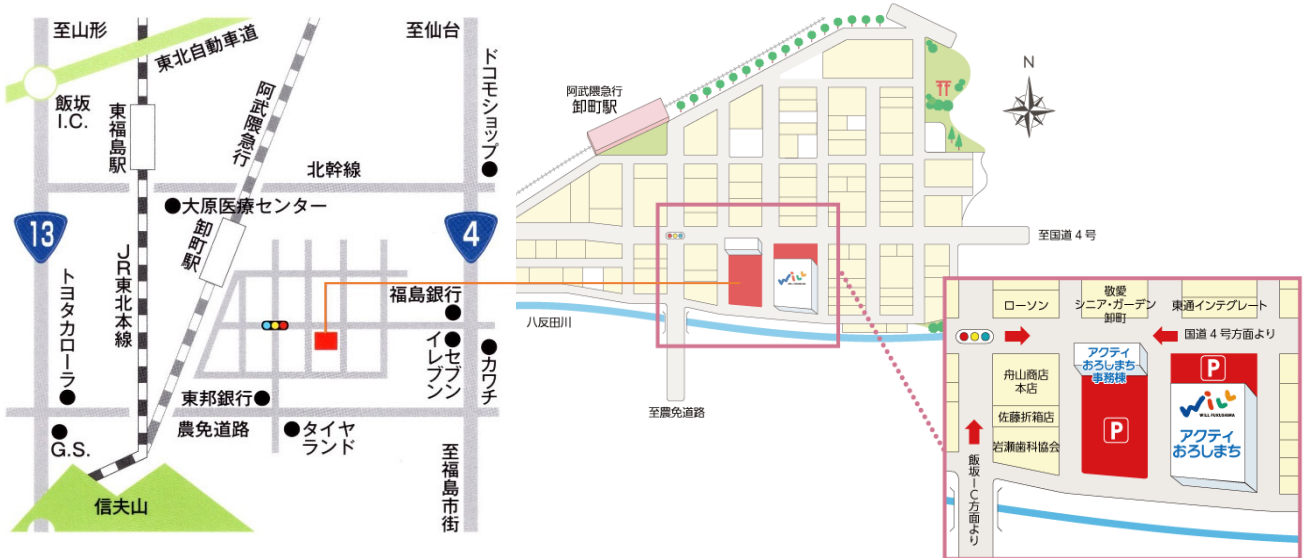 至山形
東北自動車道
飯坂
I.C.
東福島駅
阿武隈急行
至仙台
ドコモショップ
北幹線
大原医療センター
13
4
卸町駅
JR東北本線
トヨタカローラ
福島銀行
セブン
イレブン
カワチ
東邦銀行
農免道路
タイヤ
ランド
G.S.
信夫山
至福島市街
阿武隈急行
卸町駅
N
至国道4号
八反田川
至農免道路
WiLL
WILL FUKUSHIMA
ローソン
敬愛
シニア・ガーデン
卸町
東通インテグレート
国道4号方面より
アクティ
おろしまち
事務棟
舟山商店
本店
佐藤折箱店
岩瀬歯科協会
P
P
WiLL
WILL FUKUSHIMA
アクティ
おろしまち
飯坂IC方面より